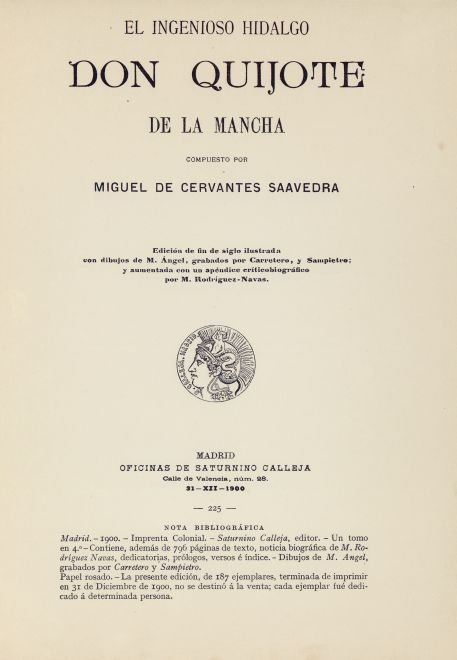 EL INGENIOSO HIDALGO
DON QUIJOTE
DE LA MANCHA
COMPUESTO POR
MIGUEL DE CERVANTES SAAVEDRA
Edición de fin de siglo ilustrada
con dibujos de M. Ángel, grabados por Carretero, y Sampietro;
y aumentada con un apéndice críticobiográfico
por M. Rodríguez-Navas.
MADRID
OFICINAS DE SATURNINO CALLEJA
Calle de Valencia, núm. 28.
31—XII—1900
— 225 —
NOTA BIBLIOGRÁFICA
Madrid. – 1900. – Imprenta Colonial. – Saturnino Calleja, editor. – Un tomo
en 4.º – Contiene, además de 796 páginas de texto, noticia biográfica de M. Ro-
dríguez Navas, dedicatorias, prólogos, versos é índice. – Dibujos de M. Angel,
grabados por Carretero y Sampietro.
Papel rosado. – La presente edición, de 187 ejemplares, terminada de imprimir
en 31 de Diciembre de 1900, no se destinó á la venta; cada ejemplar fué dedi-
cado á determinada persona.